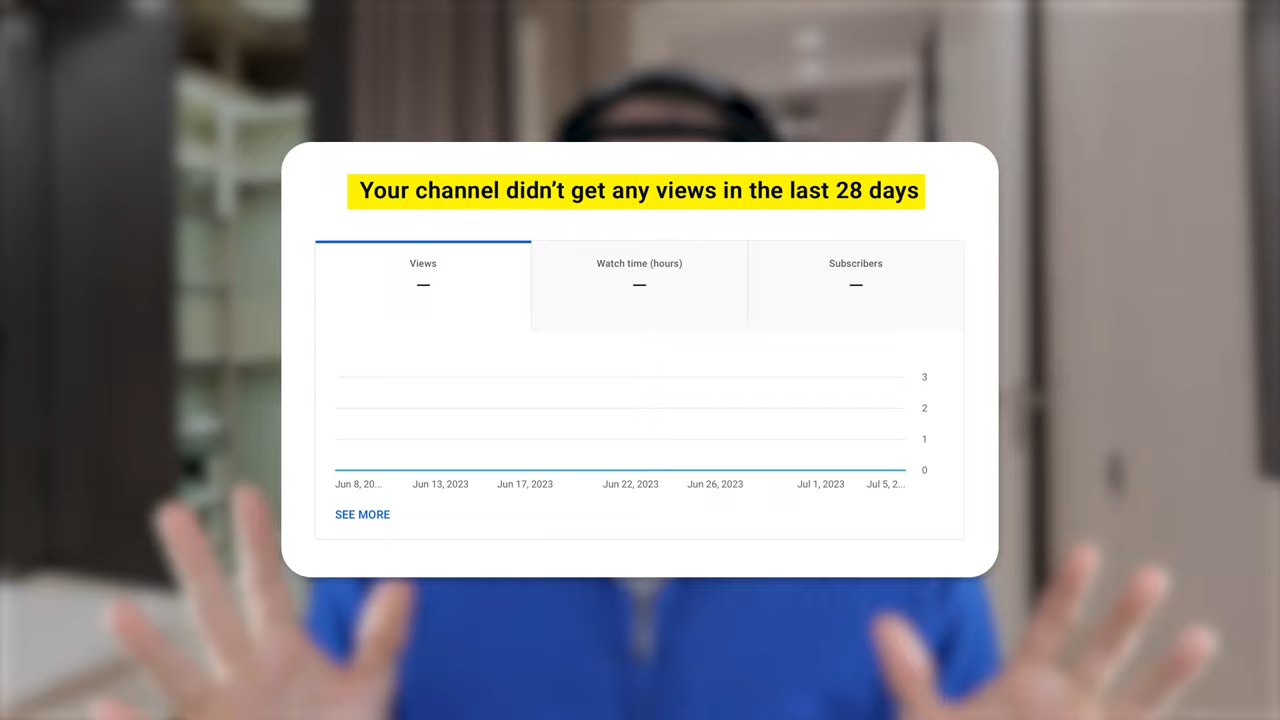 Your channel didn’t get any views in the last 28 days
Views
Watch time (hours)
Subscribers
—
—
—
3
2
1
0
Jun 8, 20...
Jun 13, 2023
Jun 17, 2023
Jun 22, 2023
Jun 26, 2023
Jul 1, 2023
Jul 5, 2...
SEE MORE